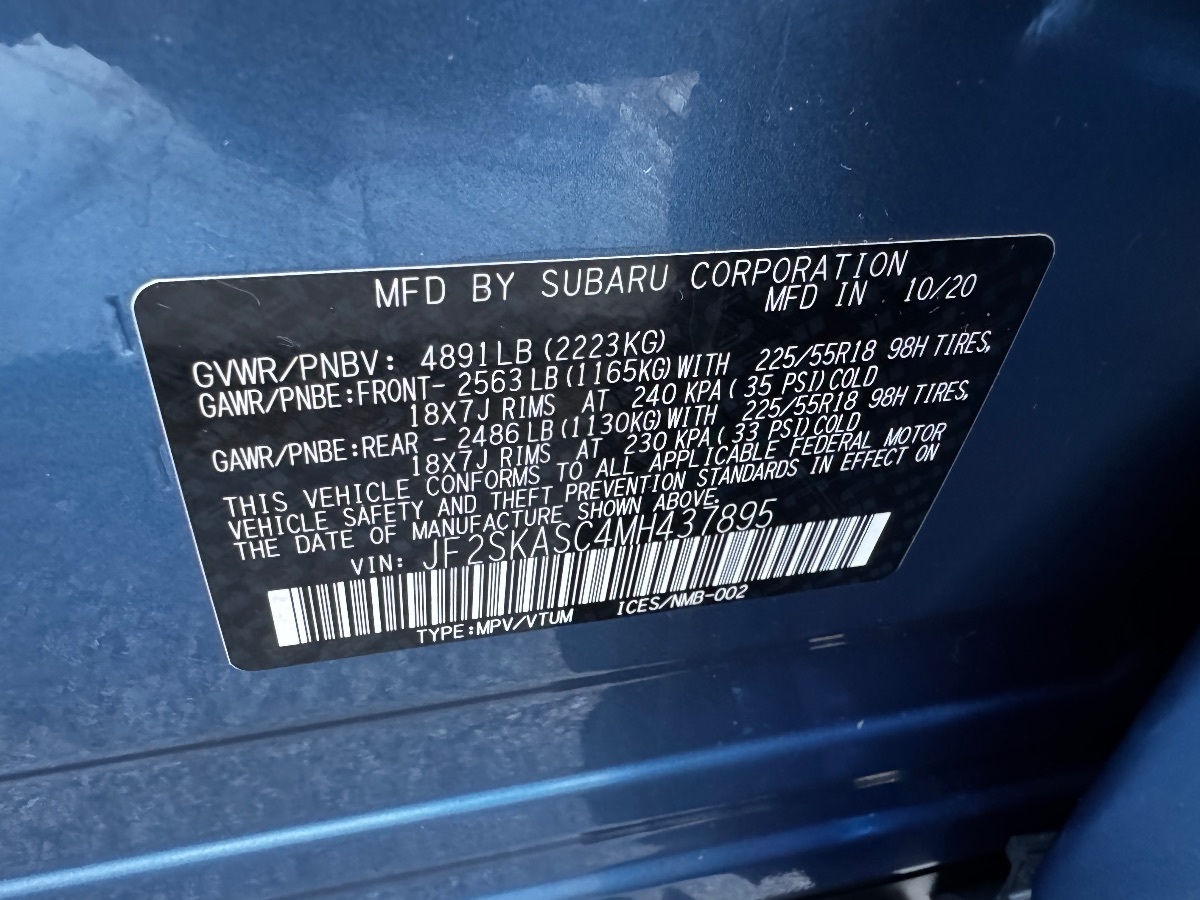 MFD BY SUBARU CORPORATION
MFD IN 10/20
GVWR/PNBV: 4891LB (2223KG)
GAWR/PNBE:FRONT- 2563 LB (1165KG) WITH 225/55R18 98H TIRES,
18X7J RIMS AT 240 KPA ( 35 PSI) COLD
GAWR/PNBE:REAR - 2486 LB (1130KG) WITH 225/55R18 98H TIRES,
18X7J RIMS AT 230 KPA ( 33 PSI) COLD
THIS VEHICLE CONFORMS TO ALL APPLICABLE FEDERAL MOTOR
VEHICLE SAFETY AND THEFT PREVENTION STANDARDS IN EFFECT ON
THE DATE OF MANUFACTURE SHOWN ABOVE.
VIN: JF2SKASC4MH437895
TYPE:MPV/VTUM ICES/NMB-002